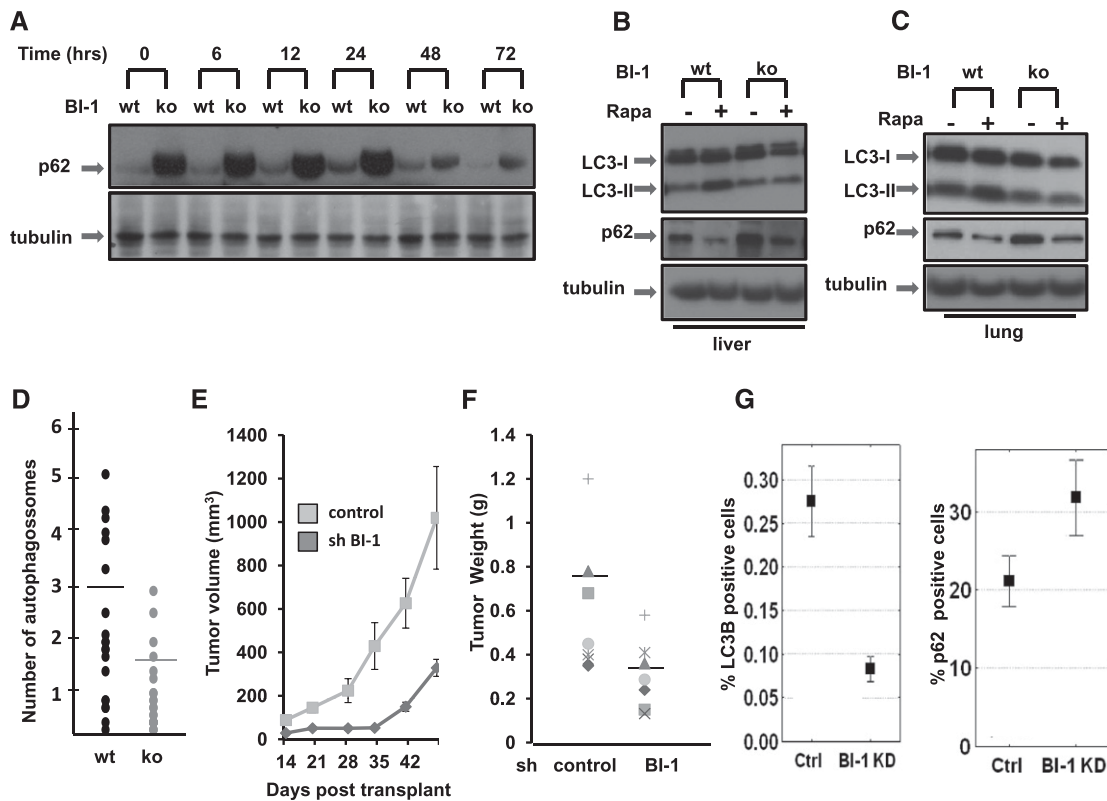 A
Time (hrs) 0 6 12 24 48 72
BI-1 wt ko wt ko wt ko wt ko wt ko wt ko
p62
tubulin
B
BI-1 wt ko
Rapa - + - +
LC3-I
LC3-II
p62
tubulin
liver
C
BI-1 wt ko
Rapa - + - +
LC3-I
LC3-II
p62
tubulin
lung
D
Number of autophagossomes
6
5
4
3
2
1
wt ko
E
Tumor volume (mm3)
1400
1200
1000
800
600
400
200
0
control
sh BI-1
14 21 28 35 42
Days post transplant
F
Tumor Weight (g)
1.4
1.2
1
0.8
0.6
0.4
0.2
0
sh control BI-1
G
% LC3B positive cells
0.30
0.25
0.20
0.15
0.10
0.05
0.00
Ctrl BI-1 KD
% p62 positive cells
30
20
10
0
Ctrl BI-1 KD